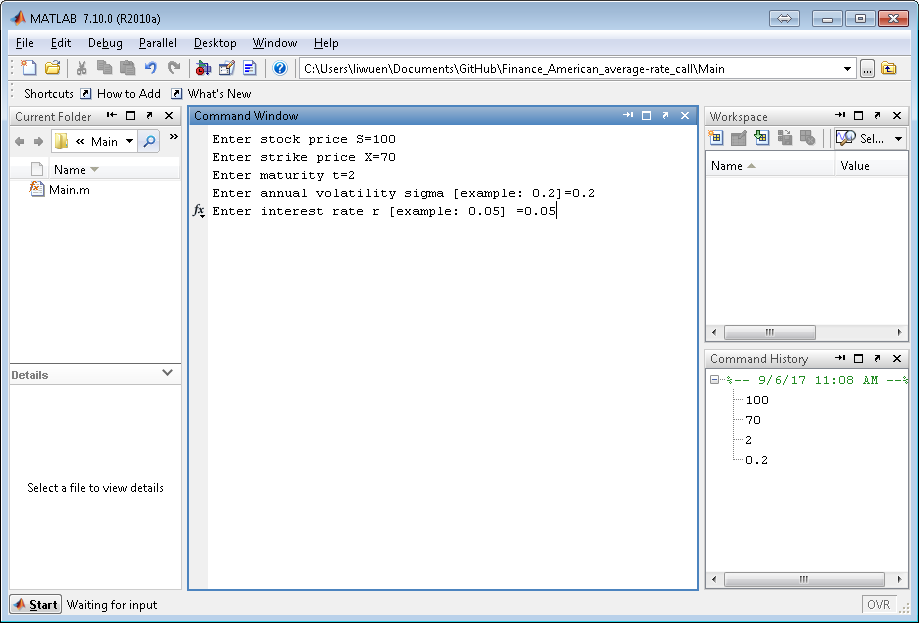 MATLAB 7.10.0 (R2010a)
File Edit Debug Parallel Desktop Window Help
C:\Users\liwuen\Documents\GitHub\Finance_American_average-rate_call\Main
...
Shortcuts How to Add What's New
Current Folder
« Main
»
Name
Main.m
Details
Select a file to view details
Command Window
Enter stock price S=100
Enter strike price X=70
Enter maturity t=2
Enter annual volatility sigma [example: 0.2]=0.2
fx Enter interest rate r [example: 0.05] =0.05
Workspace
Sel...
Name Value
Command History
%-- 9/6/17 11:08 AM --%
100
70
2
0.2
Start Waiting for input
OVR